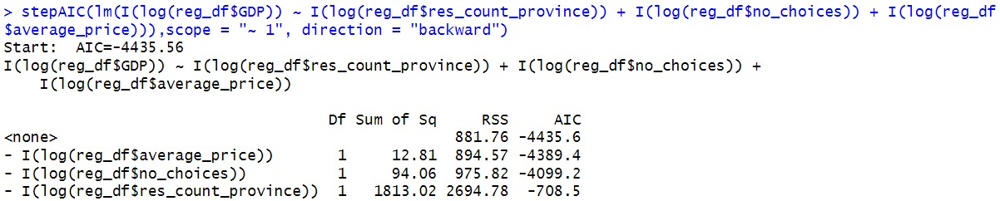 > stepAIC(lm(I(log(reg_df$GDP)) ~ I(log(reg_df$res_count_province)) + I(log(reg_df$no_choices)) + I(log(reg_df
$average_price))),scope = "~ 1", direction = "backward")
Start:  AIC=-4435.56
I(log(reg_df$GDP)) ~ I(log(reg_df$res_count_province)) + I(log(reg_df$no_choices)) +
    I(log(reg_df$average_price))

                                    Df Sum of Sq     RSS     AIC
<none>                                            881.76 -4435.6
- I(log(reg_df$average_price))       1     12.81  894.57 -4389.4
- I(log(reg_df$no_choices))          1     94.06  975.82 -4099.2
- I(log(reg_df$res_count_province))  1   1813.02 2694.78  -708.5